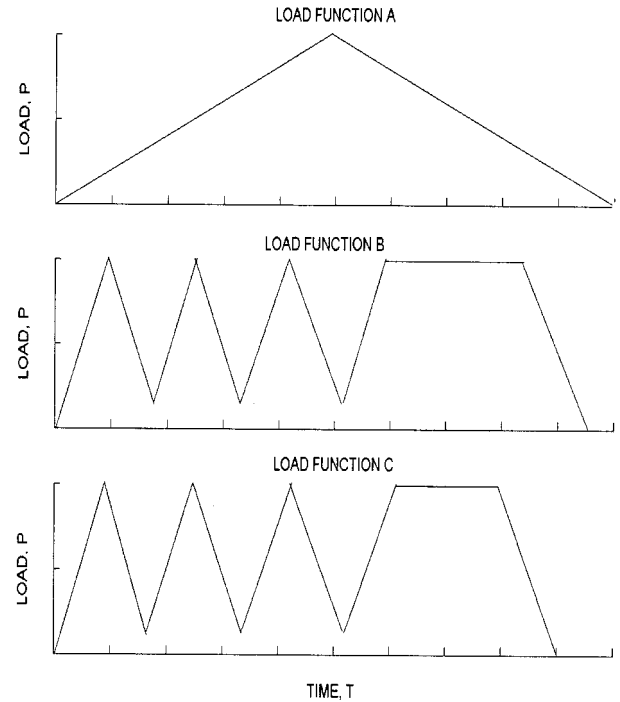 LOAD FUNCTION A
LOAD, P
LOAD FUNCTION B
LOAD, P
LOAD FUNCTION C
LOAD, P
TIME, T